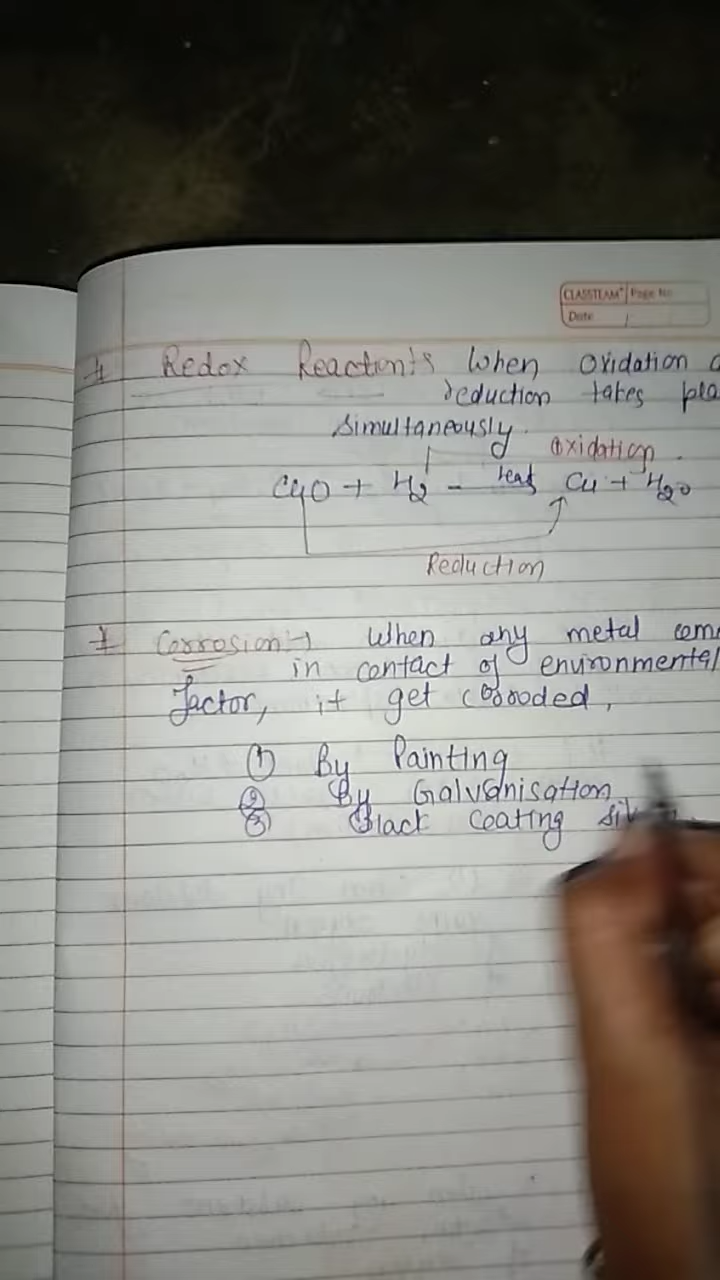 CLASSTEAM Page No
Date
Redox Reaction:s When oxidation
reduction takes
simultaneously.
Oxidation.
CuO + H2 - heat Cu + H2O
Reduction
Corrosion:→ When any metal
in contact of environmental
factor, it get corroded,
① By Painting
② By Galvanisation
③ Black coating